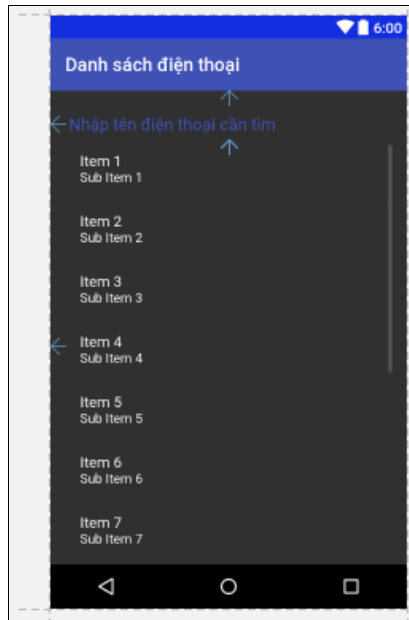 6:00
Danh sách điện thoại
Nhập tên điện thoại cần tìm
Item 1
Sub Item 1
Item 2
Sub Item 2
Item 3
Sub Item 3
Item 4
Sub Item 4
Item 5
Sub Item 5
Item 6
Sub Item 6
Item 7
Sub Item 7